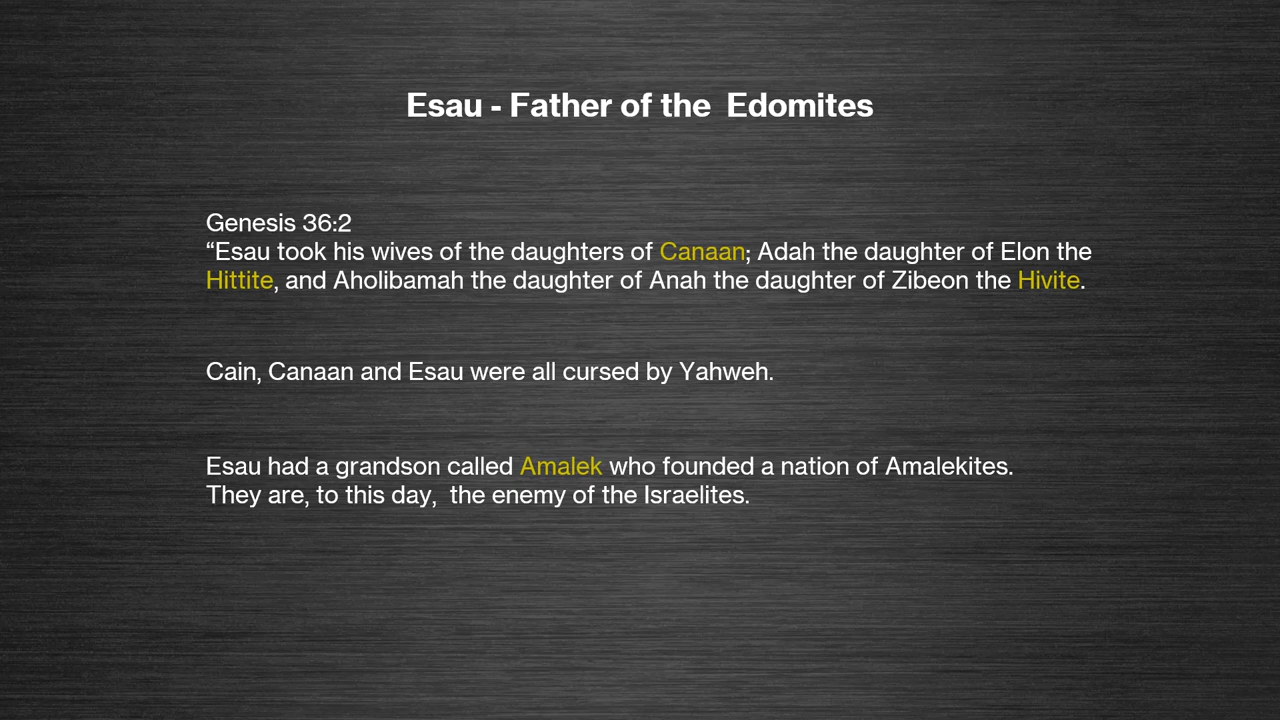 Esau - Father of the  Edomites
Genesis 36:2
“Esau took his wives of the daughters of Canaan; Adah the daughter of Elon the
Hittite, and Aholibamah the daughter of Anah the daughter of Zibeon the Hivite.
Cain, Canaan and Esau were all cursed by Yahweh.
Esau had a grandson called Amalek who founded a nation of Amalekites.
They are, to this day,  the enemy of the Israelites.